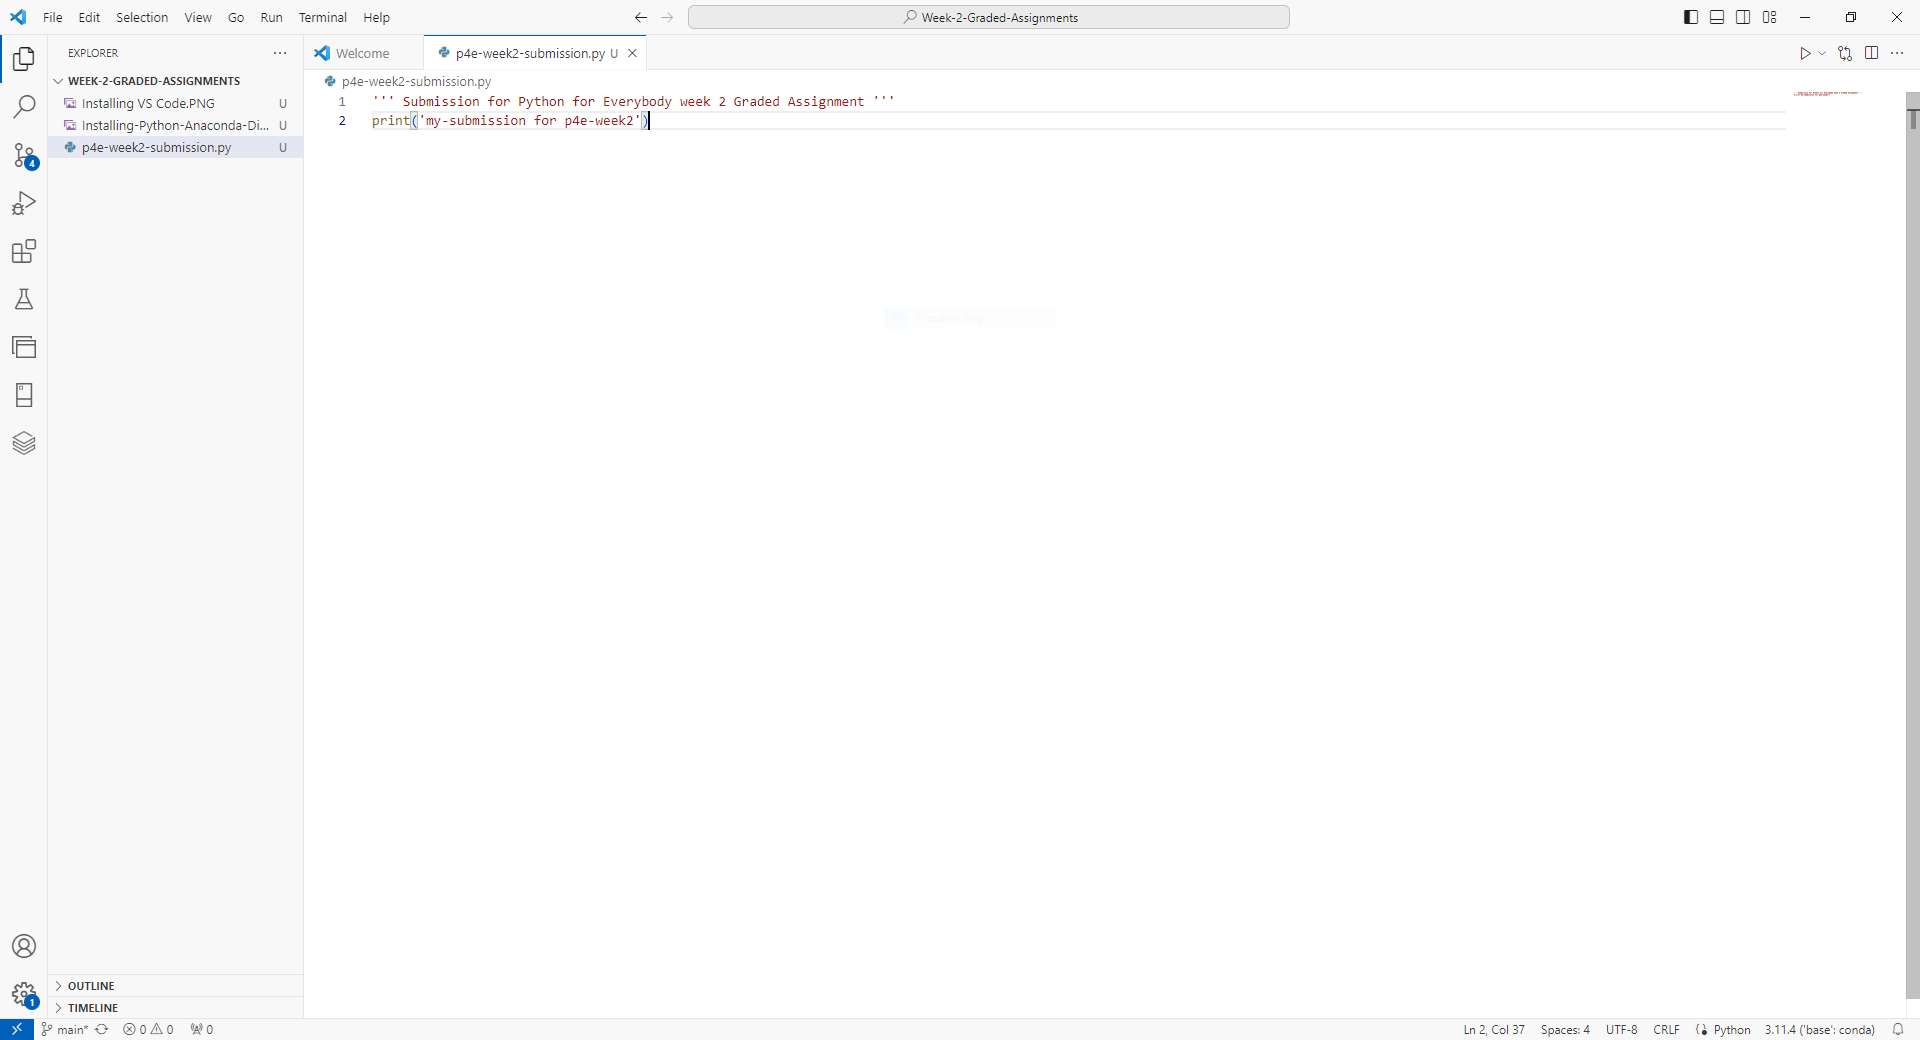 File Edit Selection View Go Run Terminal Help
Week-2-Graded-Assignments
EXPLORER
Welcome
p4e-week2-submission.py U
WEEK-2-GRADED-ASSIGNMENTS
p4e-week2-submission.py
Installing VS Code.PNG U
Installing-Python-Anaconda-Di... U
p4e-week2-submission.py U
1 ''' Submission for Python for Everybody week 2 Graded Assignment '''
2 print('my-submission for p4e-week2')
4
1
OUTLINE
TIMELINE
main* 0 0 0
Ln 2, Col 37 Spaces: 4 UTF-8 CRLF Python 3.11.4 ('base': conda)